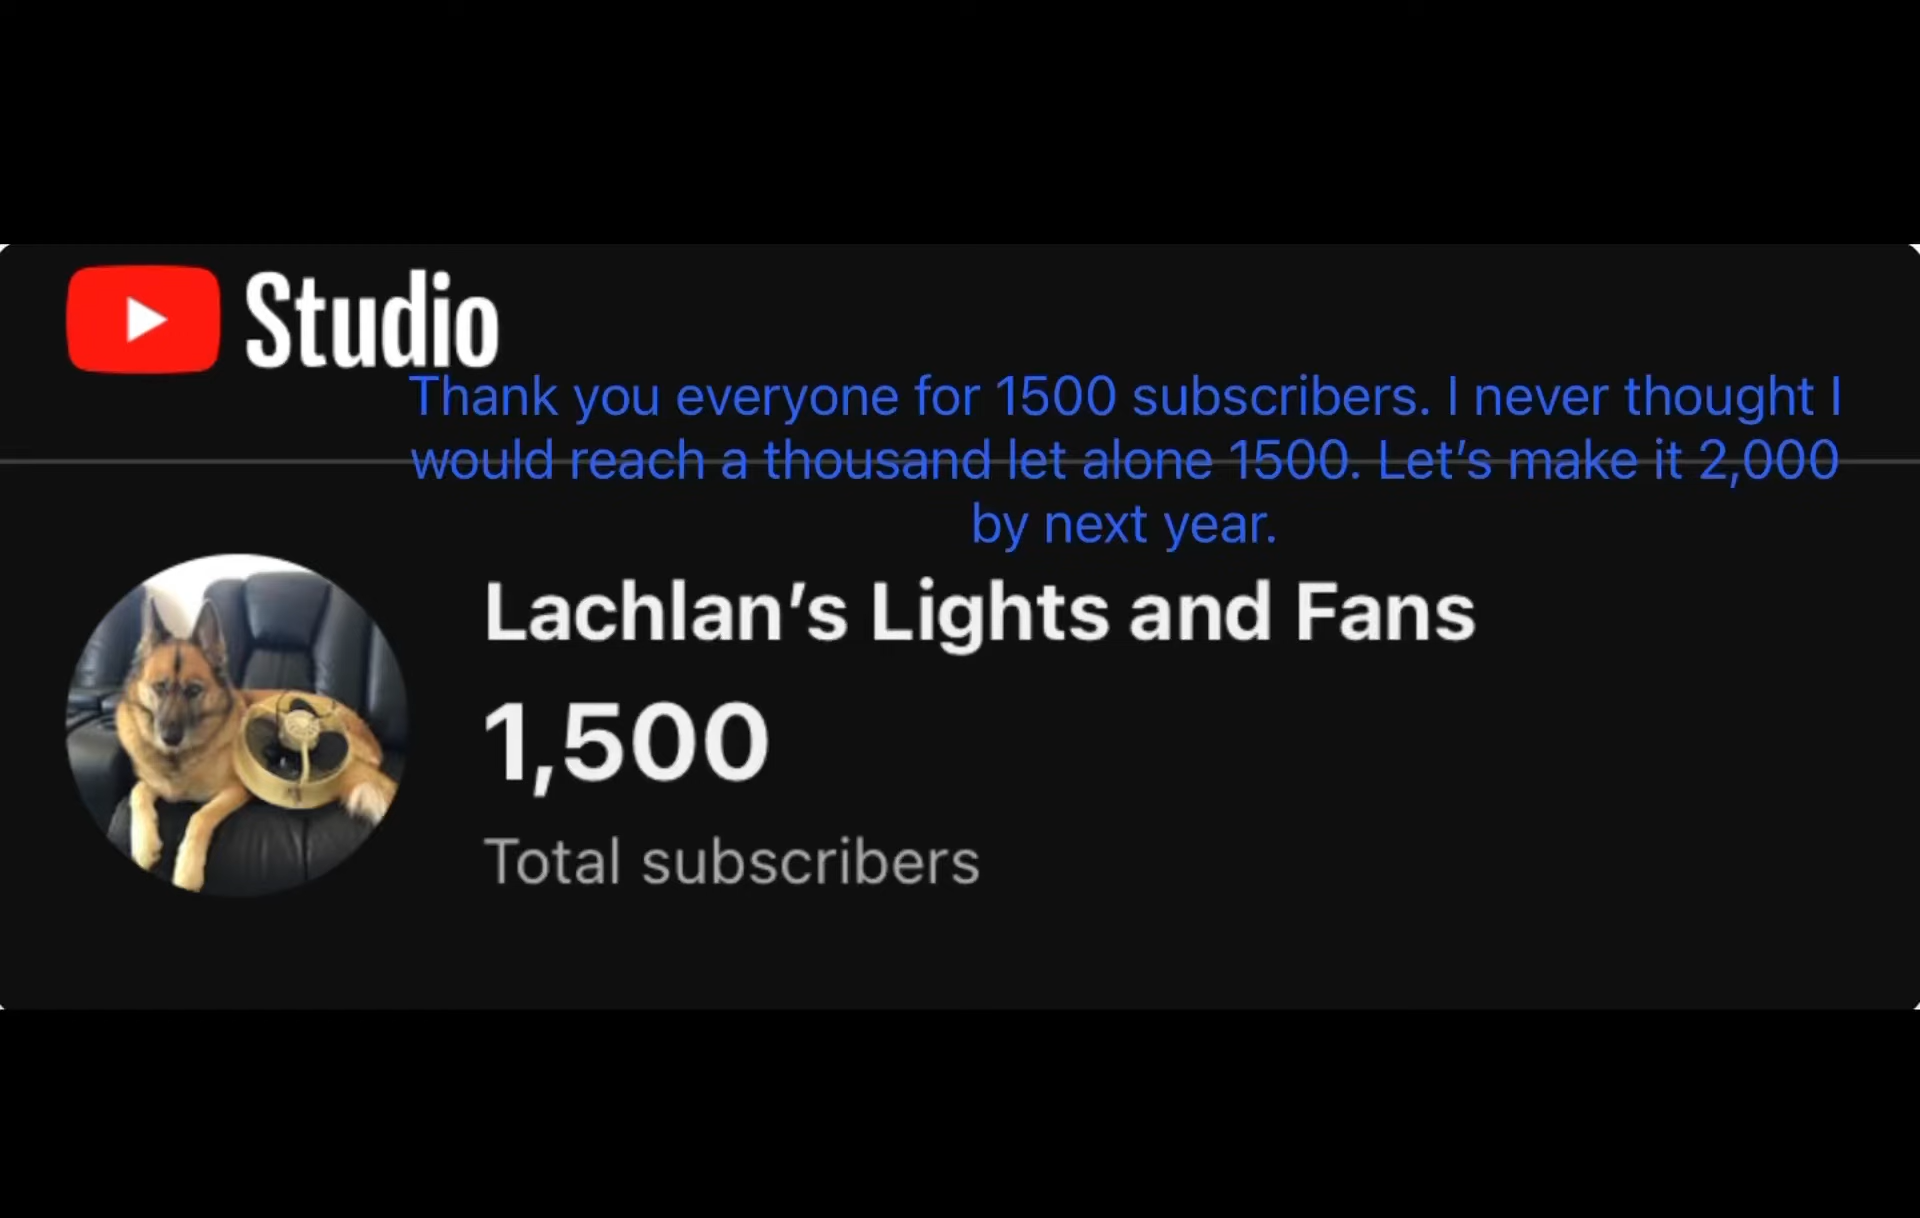 Studio
Thank you everyone for 1500 subscribers. I never thought I
would reach a thousand let alone 1500. Let’s make it 2,000
by next year.
Lachlan’s Lights and Fans
1,500
Total subscribers